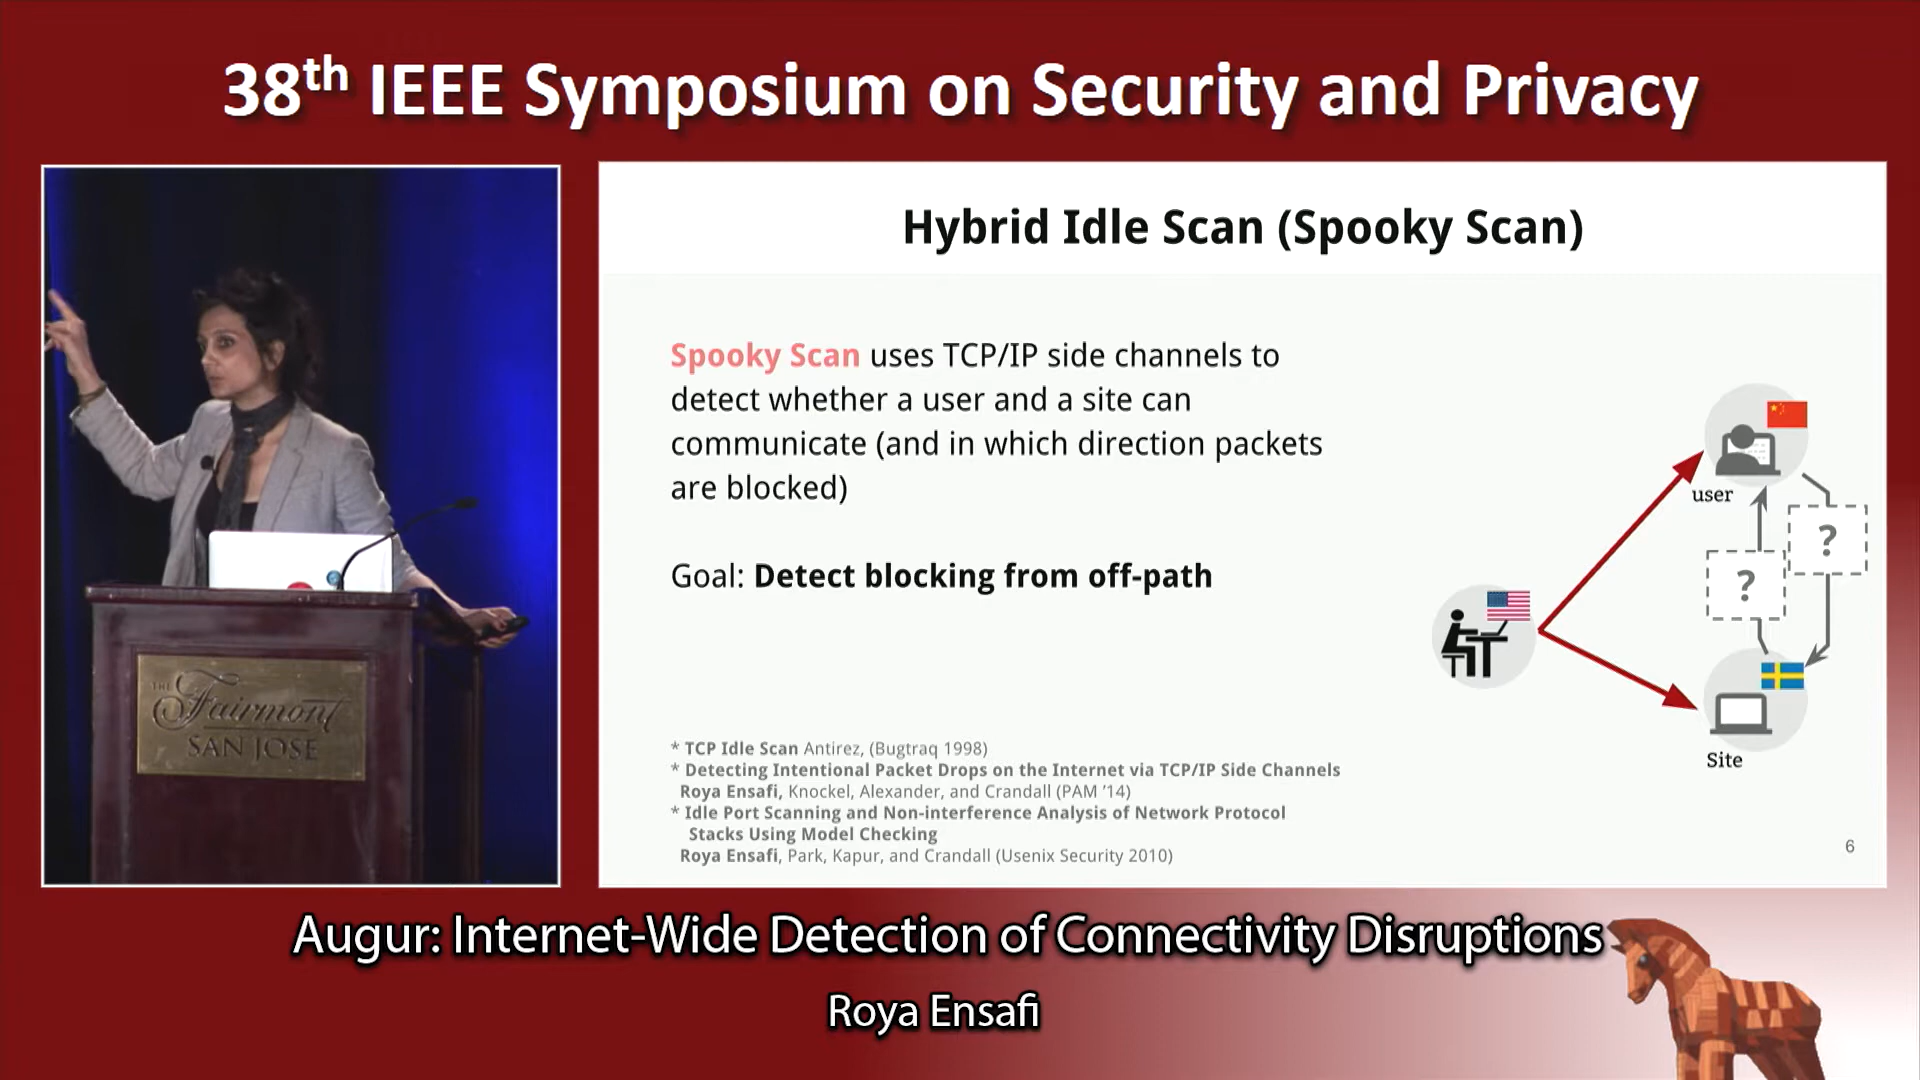 38th IEEE Symposium on Security and Privacy
Hybrid Idle Scan (Spooky Scan)
Spooky Scan uses TCP/IP side channels to
detect whether a user and a site can
communicate (and in which direction packets
are blocked)
Goal: Detect blocking from off-path
user
?
?
Site
* TCP Idle Scan Antirez, (Bugtraq 1998)
* Detecting Intentional Packet Drops on the Internet via TCP/IP Side Channels
Roya Ensafi, Knockel, Alexander, and Crandall (PAM '14)
* Idle Port Scanning and Non-interference Analysis of Network Protocol
Stacks Using Model Checking
Roya Ensafi, Park, Kapur, and Crandall (Usenix Security 2010)
6
THE
Fairmont
SAN JOSE
Augur: Internet-Wide Detection of Connectivity Disruptions
Roya Ensafi